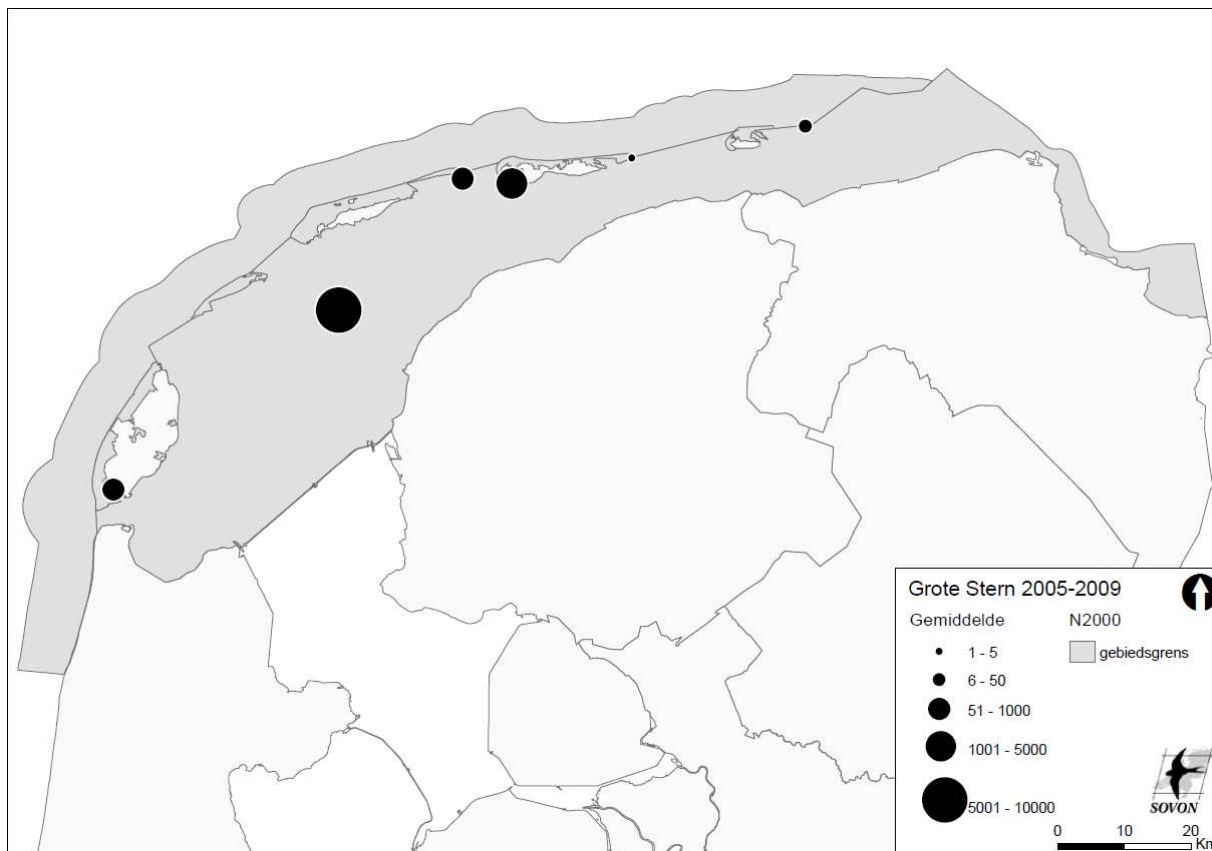 Grote Stern 2005-2009
Gemiddelde N2000
1 - 5 gebiedsgrens
6 - 50
51 - 1000
1001 - 5000
5001 - 10000
SOVON
0 10 20
Km